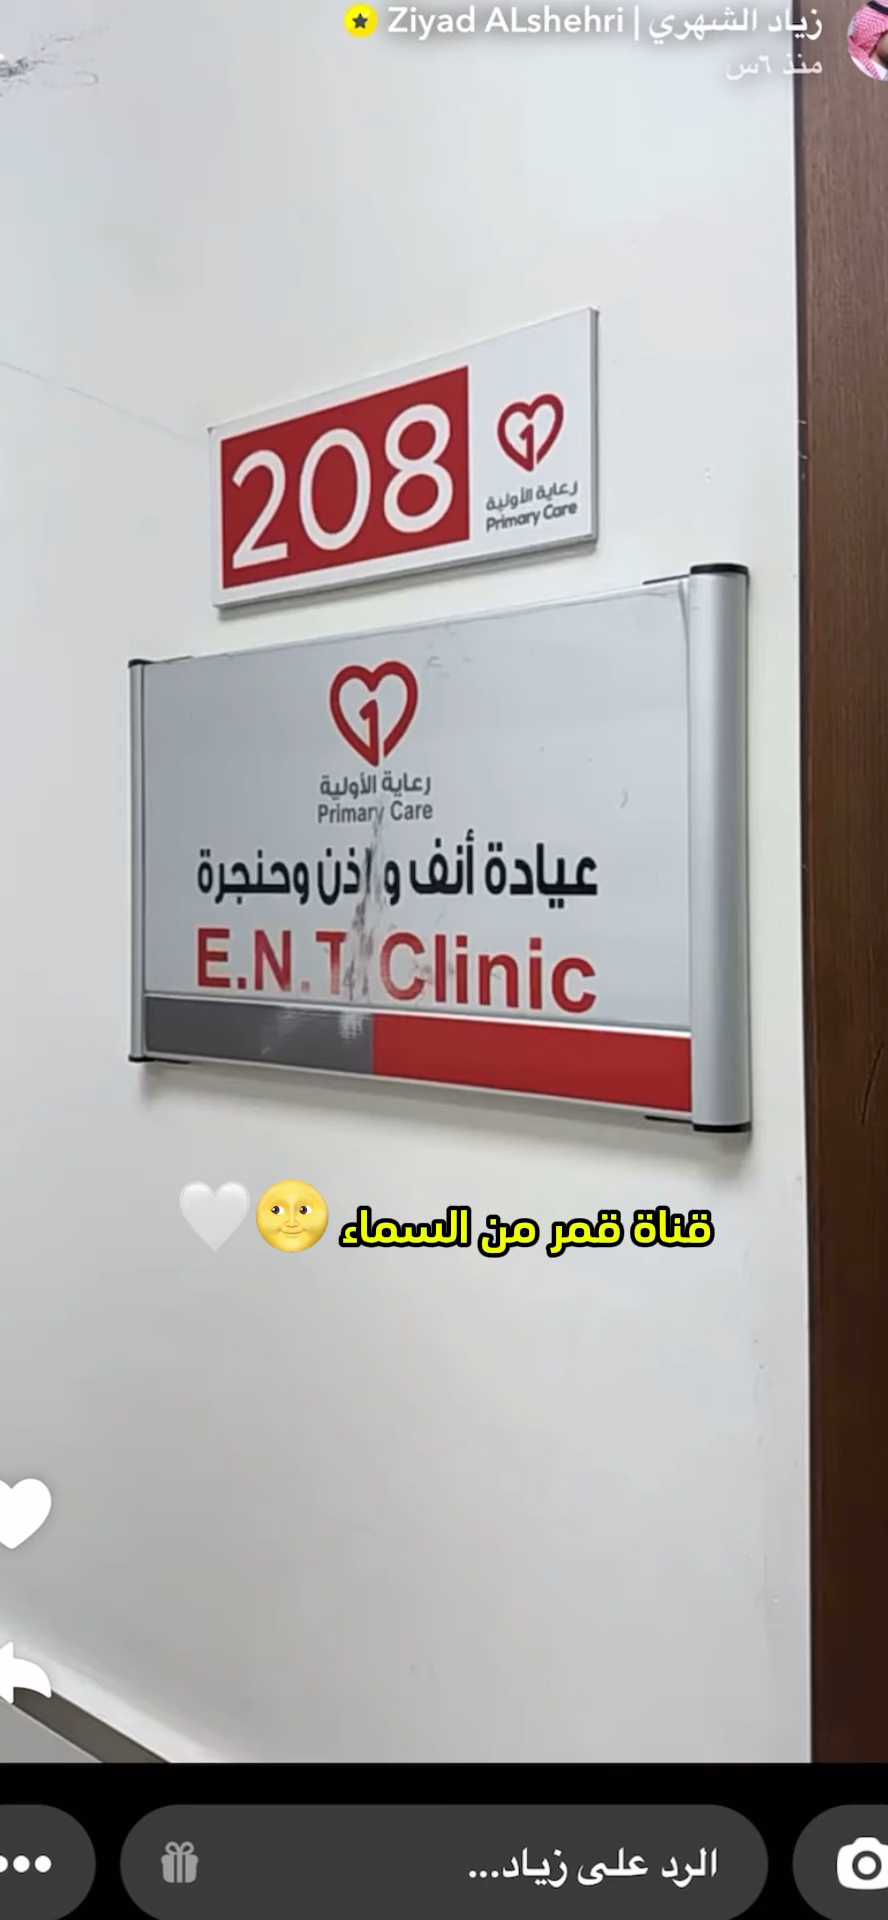 زياد الشهري | Ziyad ALshehri
منذ ٦س
208
رعاية الأولية
Primary Care
رعاية الأولية
Primary Care
عيادة أنف و اذن وحنجرة
E.N.T Clinic
قناة قمر من السماء 🌝🤍
الرد على زياد...